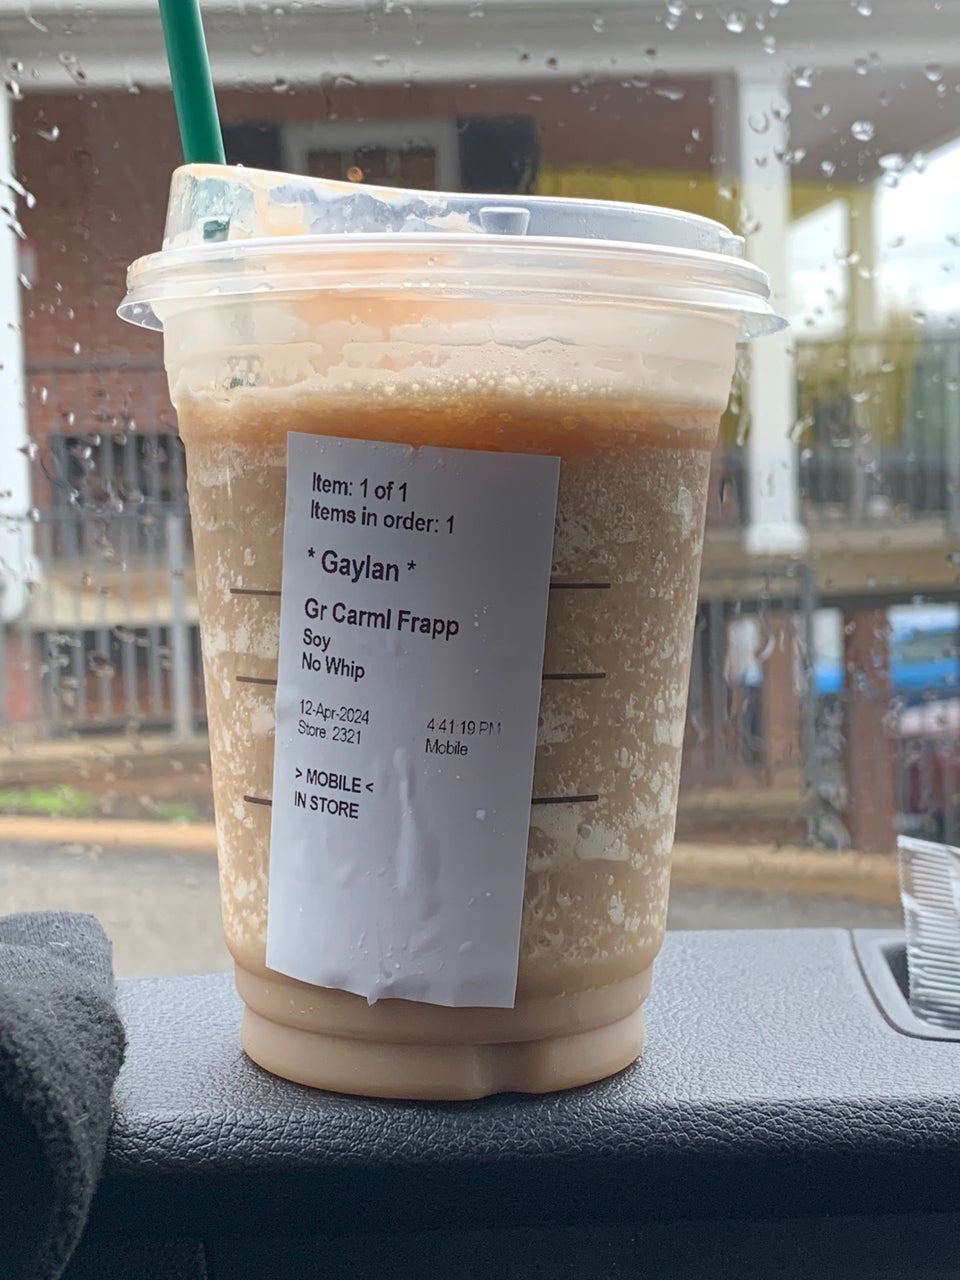 Item: 1 of 1
Items in order: 1
* Gaylan *
Gr Carml Frapp
Soy
No Whip
12-Apr-2024 4:41:19 PM
Store: 2321 Mobile
> MOBILE <
IN STORE